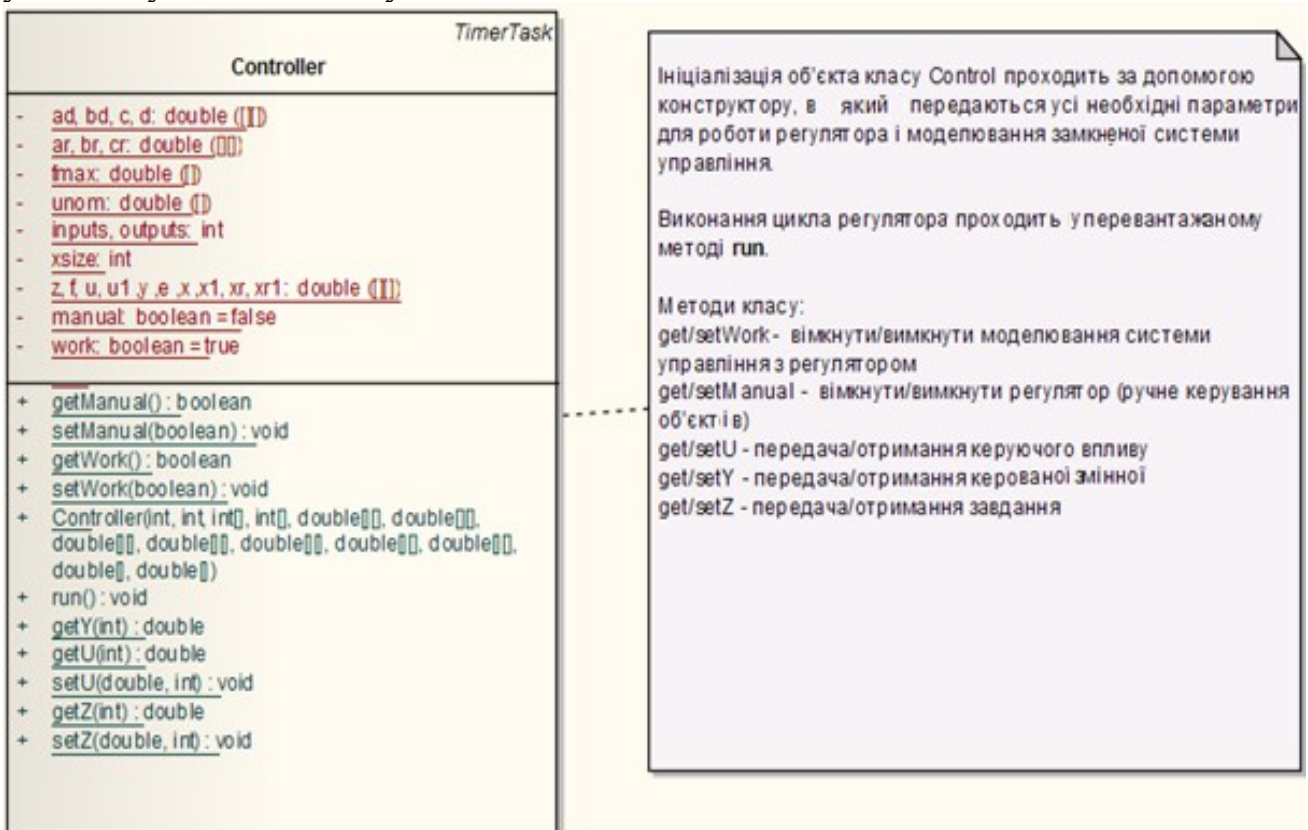 TimerTask
Controller
- ad, bd, c, d: double ([][])
- ar, br, cr: double ([][])
- fmax: double ([])
- unom: double ([])
- inputs, outputs: int
- xsize: int
- z, f, u, u1 ,y ,e ,x ,x1, xr, xr1: double ([][])
- manual: boolean = false
- work: boolean = true
+ getManual() : boolean
+ setManual(boolean) : void
+ getWork() : boolean
+ setWork(boolean) : void
+ Controller(int, int, int[], int[], double[][], double[][],
double[][], double[][], double[][], double[][], double[][],
double[], double[])
+ run() : void
+ getY(int) : double
+ getU(int) : double
+ setU(double, int) : void
+ getZ(int) : double
+ setZ(double, int) : void
Ініціалізація об'єкта класу Control проходить за допомогою
конструктору, в який передаються усі необхідні параметри
для роботи регулятора і моделювання замкненої системи
управління.
Виконання цикла регулятора проходить у перевантажаному
методі run.
Методи класу:
get/setWork - вімкнути/вимкнути моделювання системи
управління з регулятором
get/setManual - вімкнути/вимкнути регулятор (ручне керування
об'єктів)
get/setU - передача/отримання керуючого впливу
get/setY - передача/отримання керованої змінної
get/setZ - передача/отримання завдання